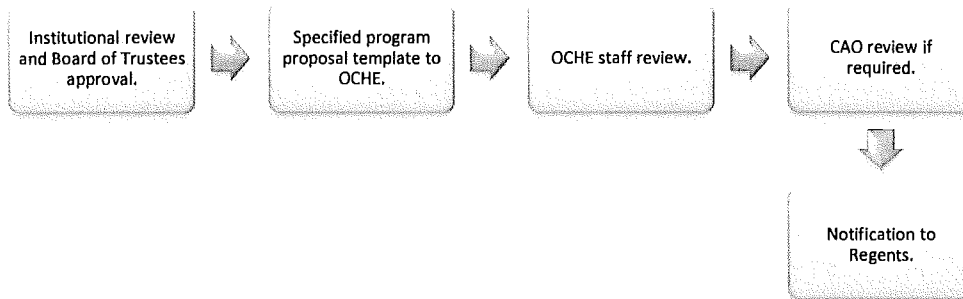 Institutional review
and Board of Trustees
approval.
Specified program
proposal template to
OCHE.
OCHE staff review.
CAO review if
required.
Notification to
Regents.